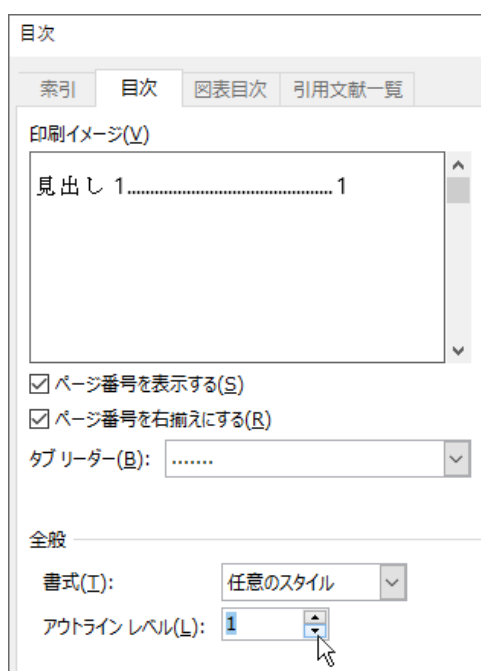 目次
索引 目次 図表目次 引用文献一覧
印刷イメージ(V)
見出し 1................................................ 1
ページ番号を表示する(S)
ページ番号を右揃えにする(R)
タブ リーダー(B): .......
全般
書式(T): 任意のスタイル
アウトライン レベル(L): 1